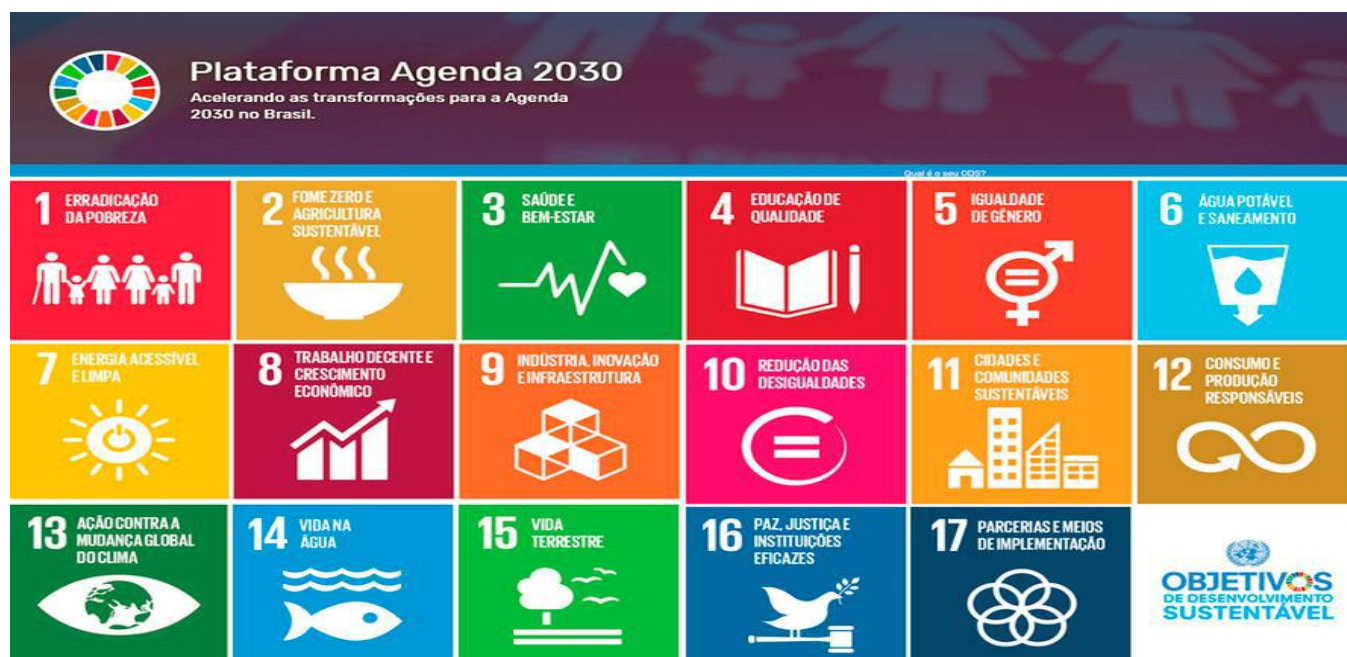 Plataforma Agenda 2030
Acelerando as transformações para a Agenda
2030 no Brasil.
Qual é o seu ODS?
1 ERRADICAÇÃO
DA POBREZA
2 FOME ZERO E
AGRICULTURA
SUSTENTÁVEL
3 SAÚDE E
BEM-ESTAR
4 EDUCAÇÃO DE
QUALIDADE
5 IGUALDADE
DE GÊNERO
6 ÁGUA POTÁVEL
E SANEAMENTO
7 ENERGIA ACESSÍVEL
E LIMPA
8 TRABALHO DECENTE E
CRESCIMENTO
ECONÔMICO
9 INDÚSTRIA, INOVAÇÃO
E INFRAESTRUTURA
10 REDUÇÃO DAS
DESIGUALDADES
11 CIDADES E
COMUNIDADES
SUSTENTÁVEIS
12 CONSUMO E
PRODUÇÃO
RESPONSÁVEIS
13 AÇÃO CONTRA A
MUDANÇA GLOBAL
DO CLIMA
14 VIDA NA
ÁGUA
15 VIDA
TERRESTRE
16 PAZ, JUSTIÇA E
INSTITUIÇÕES
EFICAZES
17 PARCERIAS E MEIOS
DE IMPLEMENTAÇÃO
OBJETIVOS
DE DESENVOLVIMENTO
SUSTENTÁVEL